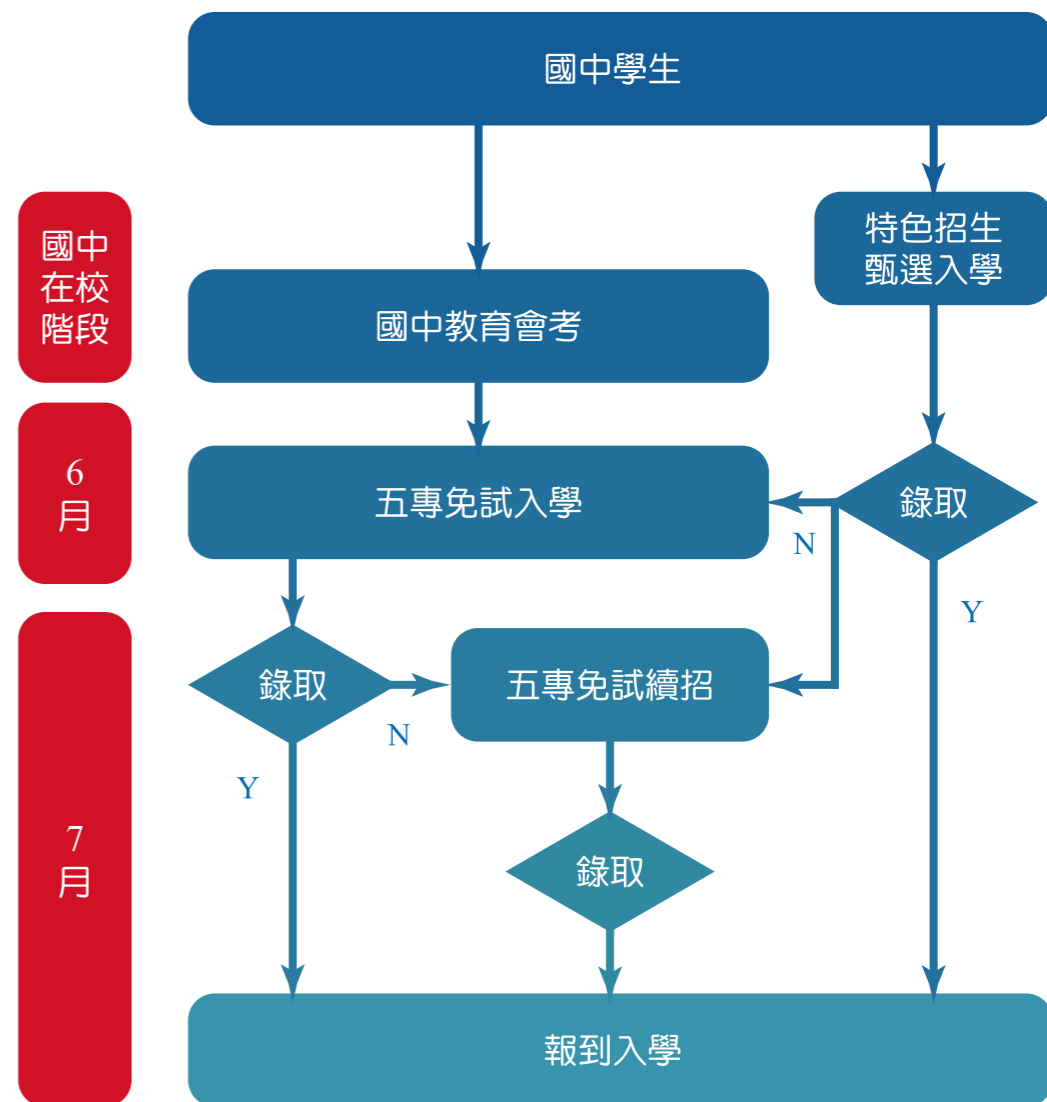 國中學生
國中
在校
階段
特色招生
甄選入學
國中教育會考
6
月
五專免試入學
錄取
N
Y
7
月
錄取
五專免試續招
N
Y
錄取
報到入學